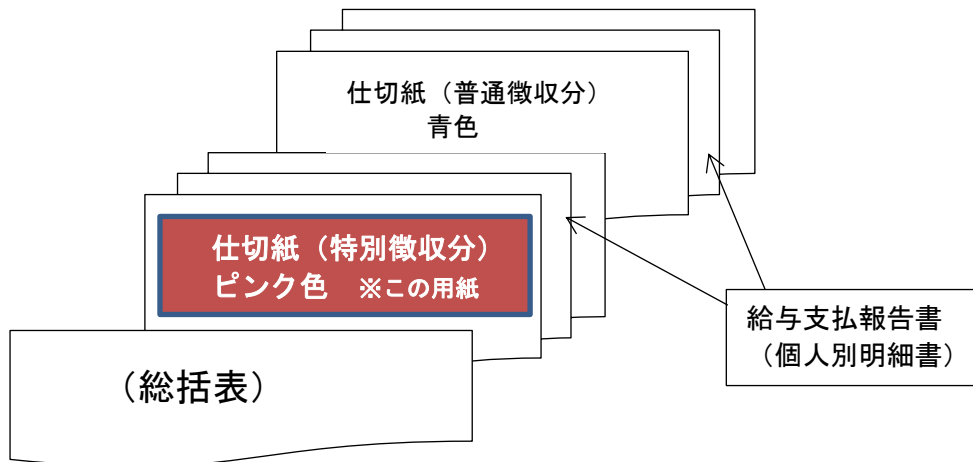 仕切紙（普通徴収分）
青色
仕切紙（特別徴収分）
ピンク色　※この用紙
給与支払報告書
（個人別明細書）
（総括表）